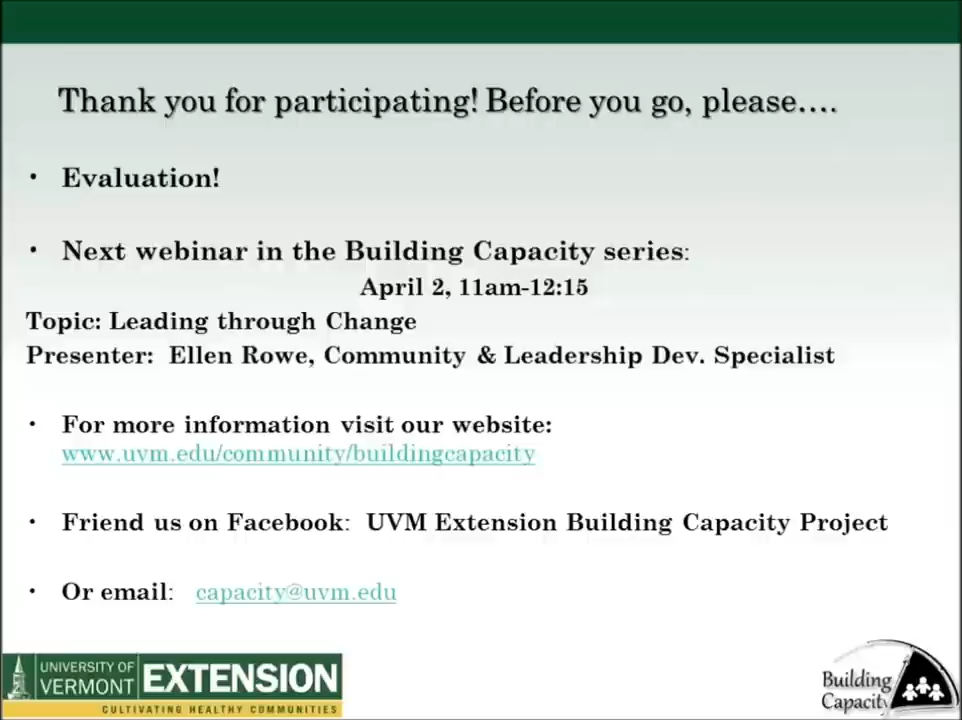 Thank you for participating! Before you go, please....
• Evaluation!
• Next webinar in the Building Capacity series:
April 2, 11am-12:15
Topic: Leading through Change
Presenter: Ellen Rowe, Community & Leadership Dev. Specialist
• For more information visit our website:
www.uvm.edu/community/buildingcapacity
• Friend us on Facebook: UVM Extension Building Capacity Project
• Or email: capacity@uvm.edu
UNIVERSITY OF
VERMONT EXTENSION
CULTIVATING HEALTHY COMMUNITIES
Building
Capacity